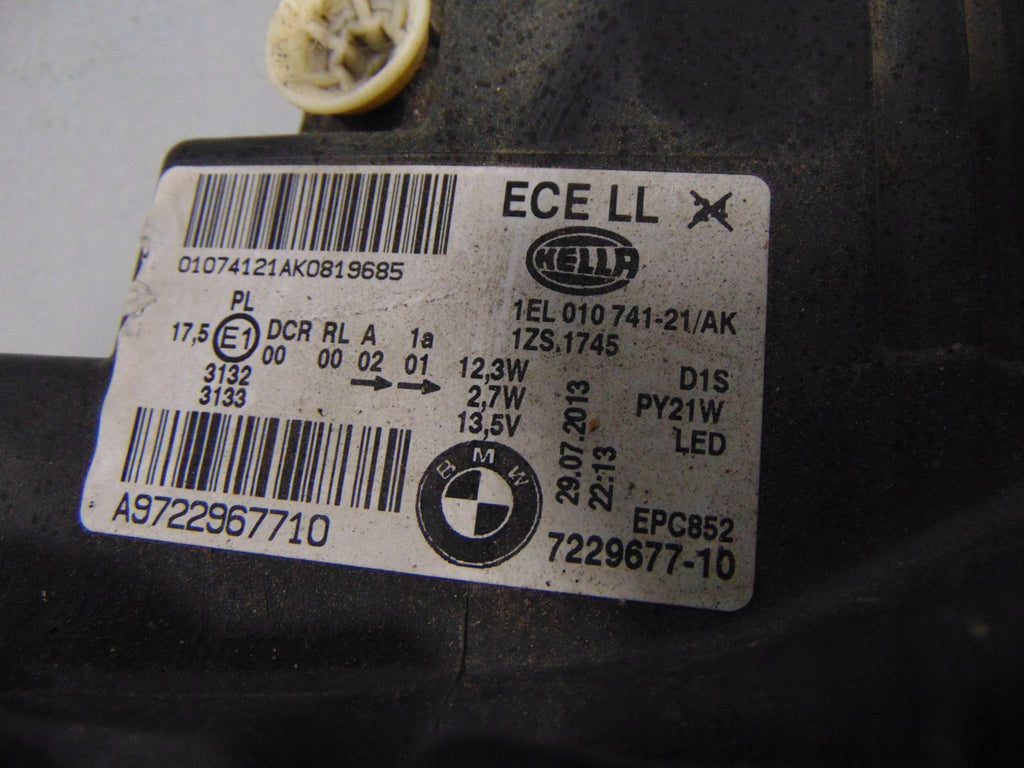 ECE LL
01074121AK0819685
HELLA
1EL 010 741-21/AK
1ZS.1745
PL
17,5 E1 DCR RL A 1a
00 00 02 01
3132
3133
12,3W
2,7W
13,5V
29.07.2013
22:13
D1S
PY21W
LED
BMW
A9722967710
EPC852
7229677-10